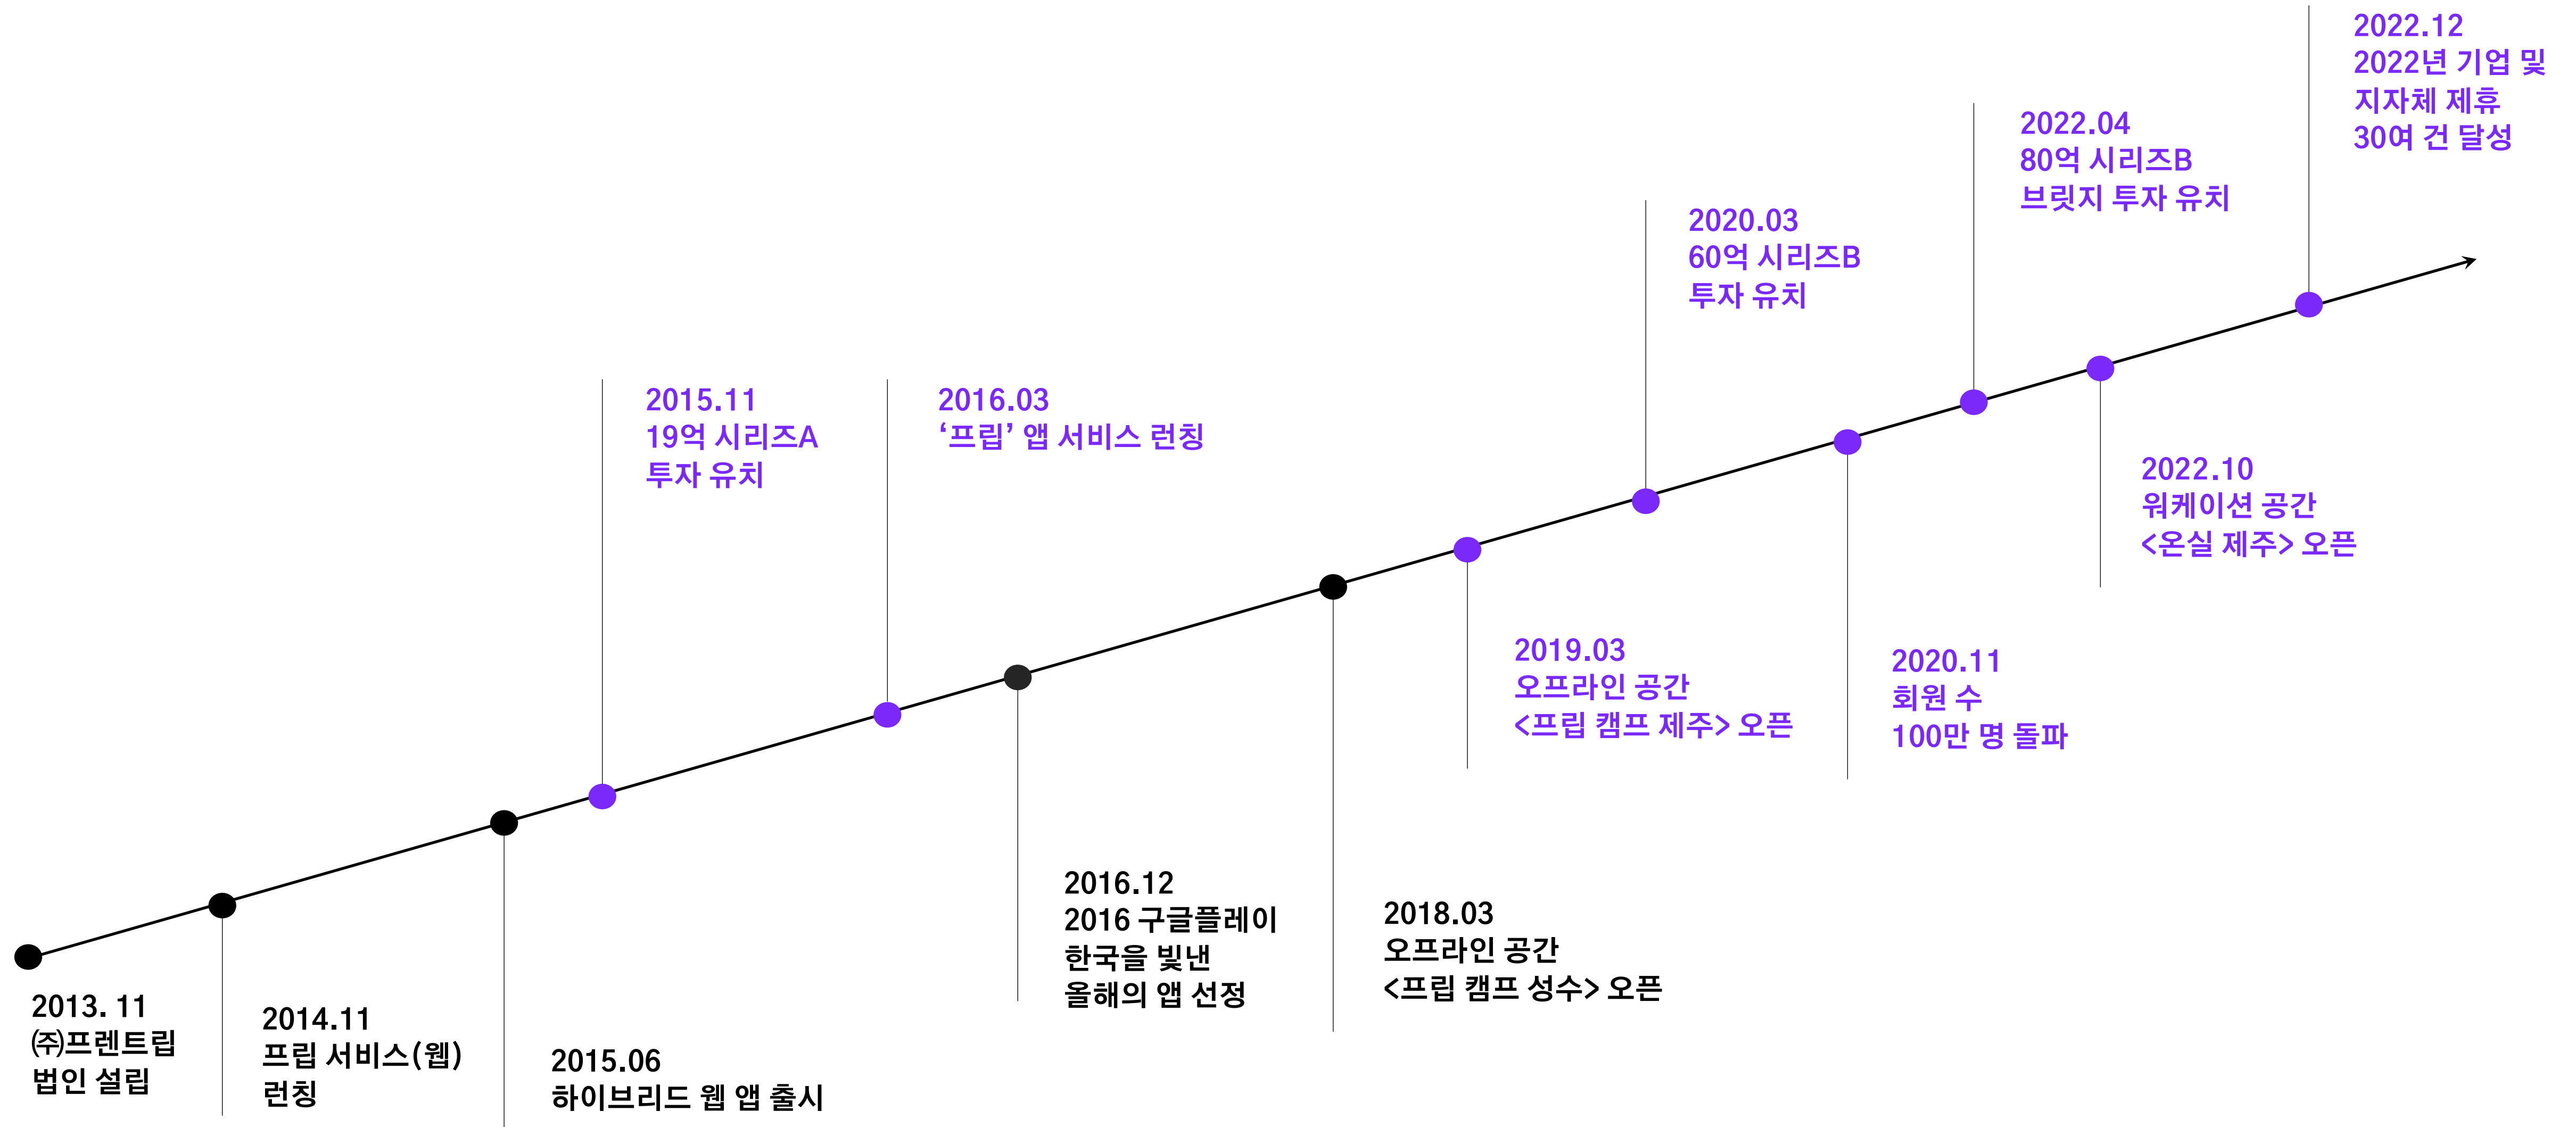 2013. 11
㈜프렌트립
법인 설립
2014.11
프립 서비스(웹)
런칭
2015.06
하이브리드 웹 앱 출시
2015.11
19억 시리즈A
투자 유치
2016.03
‘프립’ 앱 서비스 런칭
2016.12
2016 구글플레이
한국을 빛낸
올해의 앱 선정
2018.03
오프라인 공간
<프립 캠프 성수> 오픈
2019.03
오프라인 공간
<프립 캠프 제주> 오픈
2020.03
60억 시리즈B
투자 유치
2020.11
회원 수
100만 명 돌파
2022.04
80억 시리즈B
브릿지 투자 유치
2022.10
워케이션 공간
<온실 제주> 오픈
2022.12
2022년 기업 및
지자체 제휴
30여 건 달성